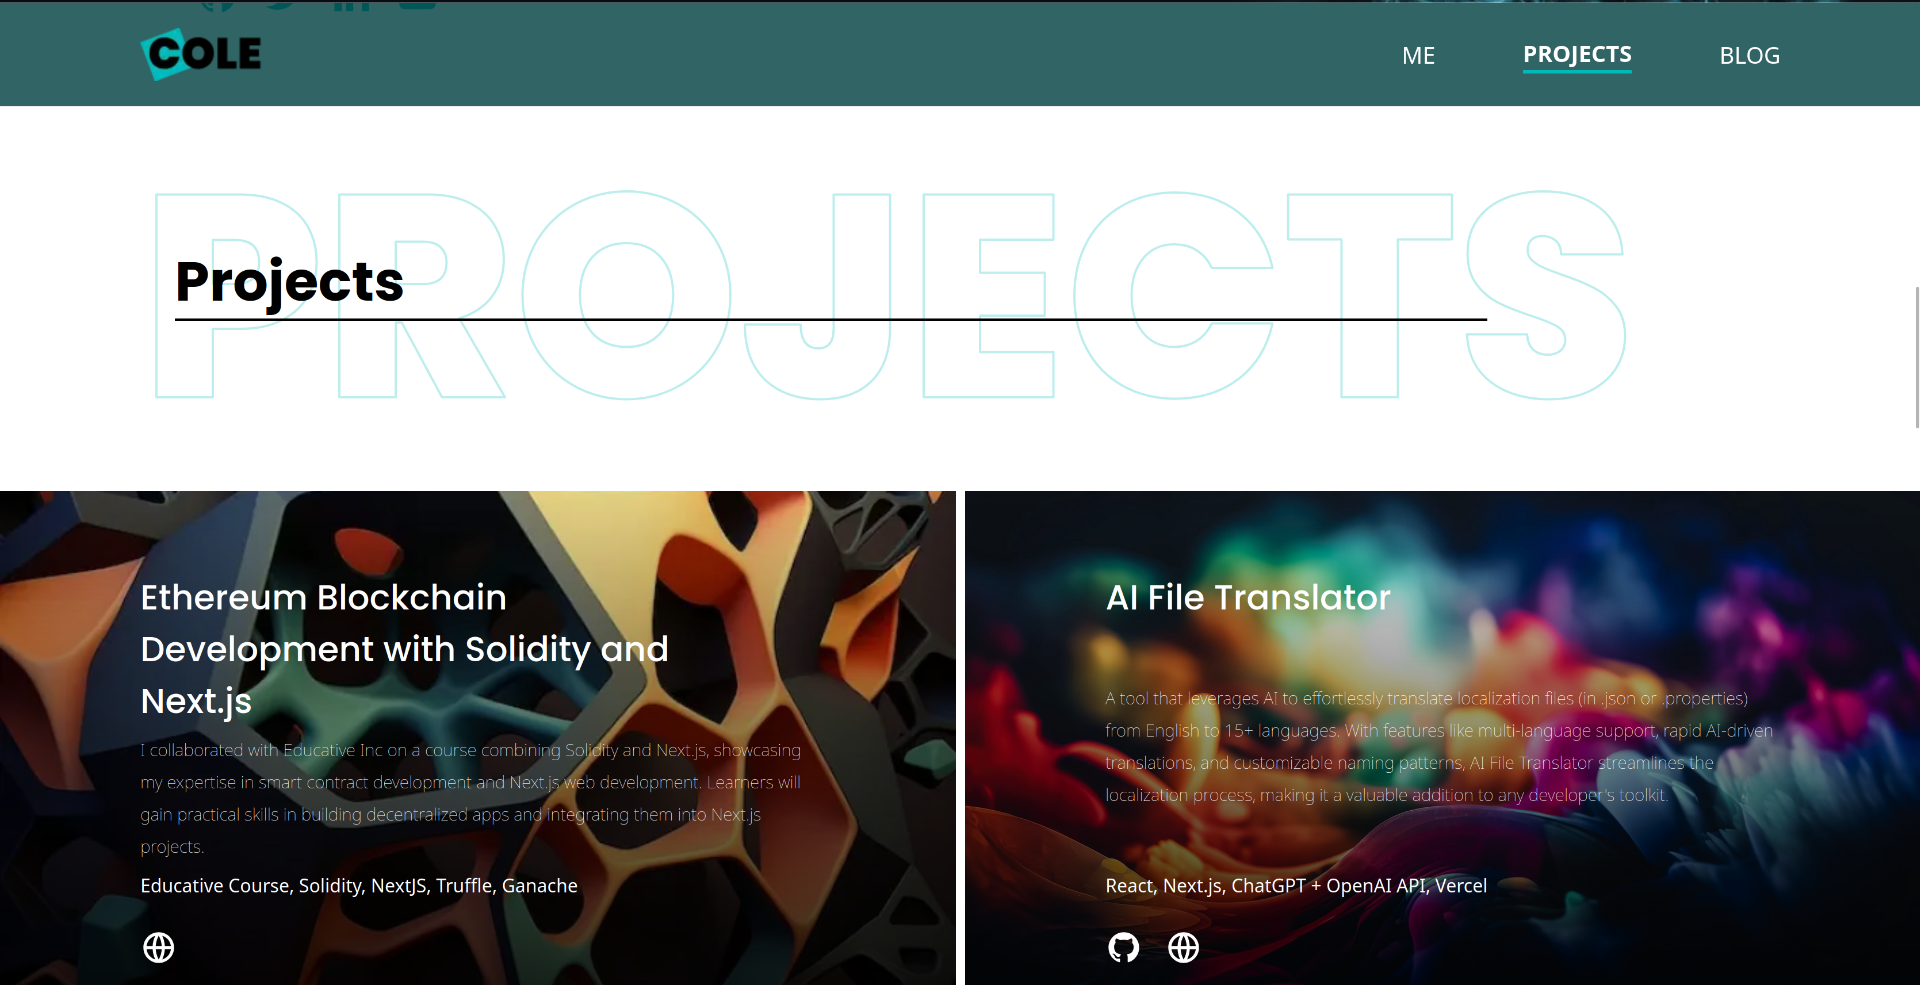 COLE
ME
PROJECTS
BLOG
PROJECTS
Projects
Ethereum Blockchain
Development with Solidity and
Next.js
I collaborated with Educative Inc on a course combining Solidity and Next.js, showcasing
my expertise in smart contract development and Next.js web development. Learners will
gain practical skills in building decentralized apps and integrating them into Next.js
projects.
Educative Course, Solidity, NextJS, Truffle, Ganache
AI File Translator
A tool that leverages AI to effortlessly translate localization files (in .json or .properties)
from English to 15+ languages. With features like multi-language support, rapid AI-driven
translations, and customizable naming patterns, AI File Translator streamlines the
localization process, making it a valuable addition to any developer's toolkit.
React, Next.js, ChatGPT + OpenAI API, Vercel